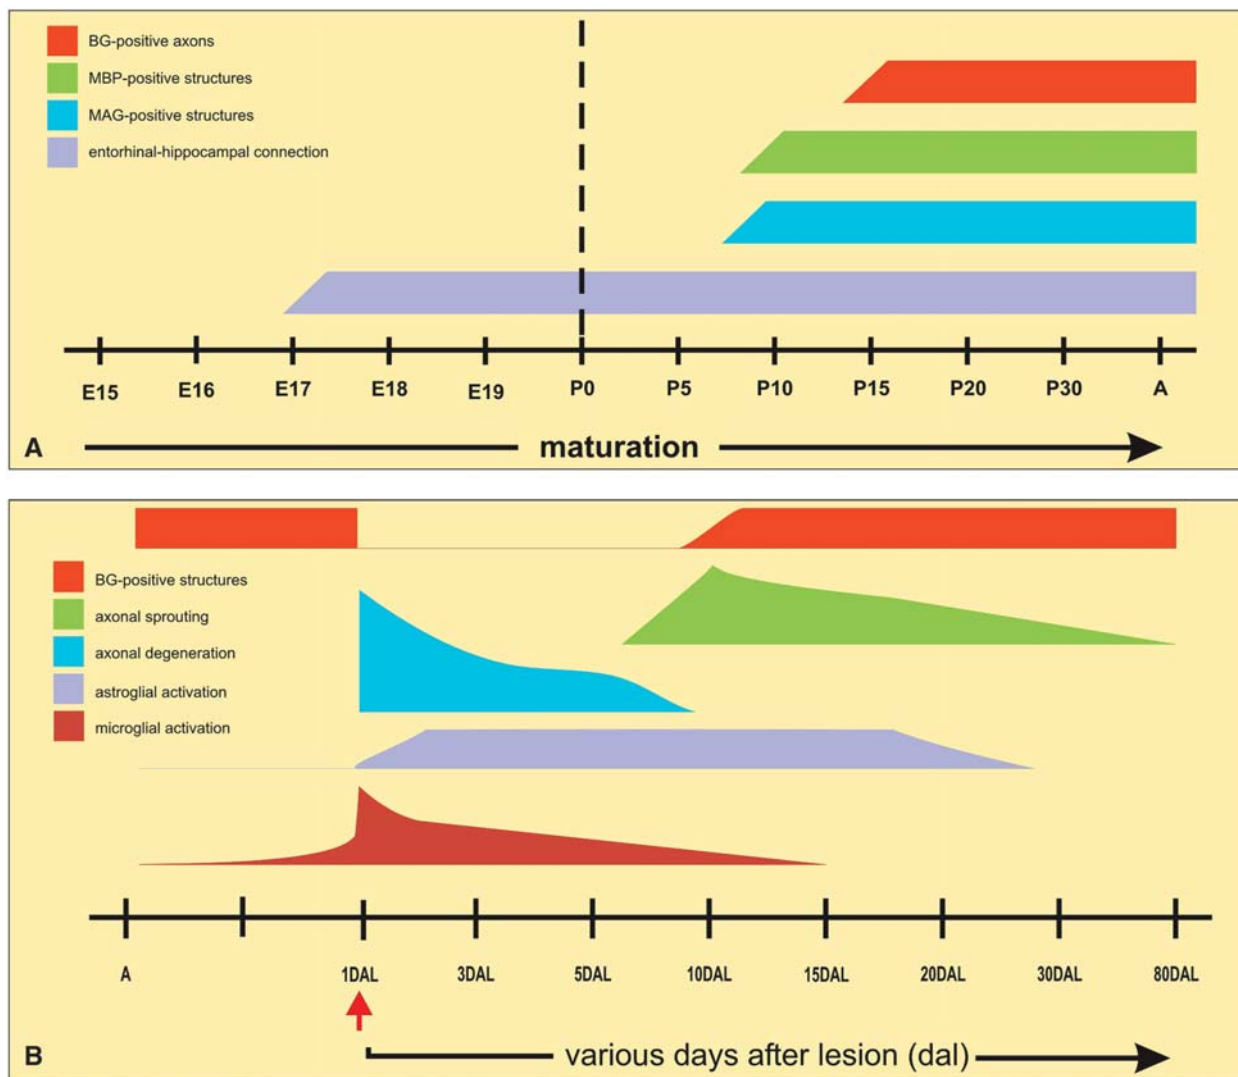 BG-positive axons
MBP-positive structures
MAG-positive structures
entorhinal-hippocampal connection
E15 E16 E17 E18 E19 P0 P5 P10 P15 P20 P30 A
A maturation
BG-positive structures
axonal sprouting
axonal degeneration
astroglial activation
microglial activation
A 1DAL 3DAL 5DAL 10DAL 15DAL 20DAL 30DAL 80DAL
B various days after lesion (dal)